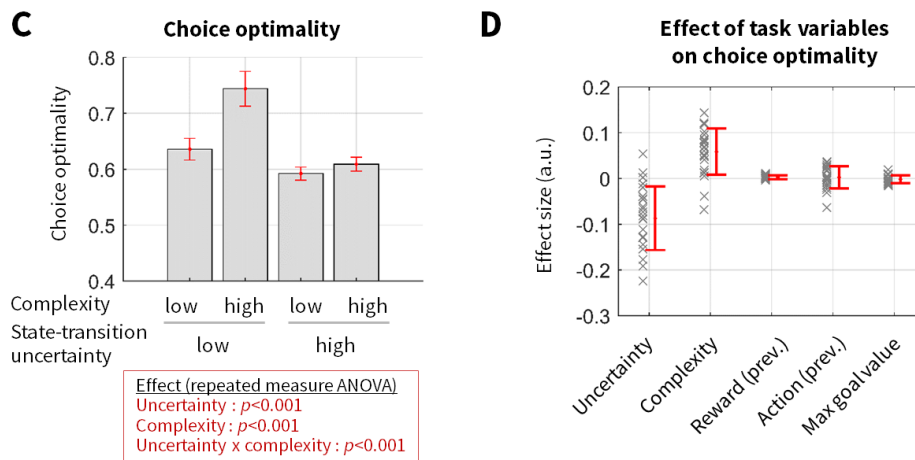 C
Choice optimality
Choice optimality
0.8
0.7
0.6
0.5
0.4
Complexity
low
high
low
high
State-transition
uncertainty
low
high
Effect (repeated measure ANOVA)
Uncertainty : p<0.001
Complexity : p<0.001
Uncertainty x complexity : p<0.001
D
Effect of task variables
on choice optimality
Effect size (a.u.)
0.2
0.1
0
-0.1
-0.2
-0.3
Uncertainty
Complexity
Reward (prev.)
Action (prev.)
Max goal value